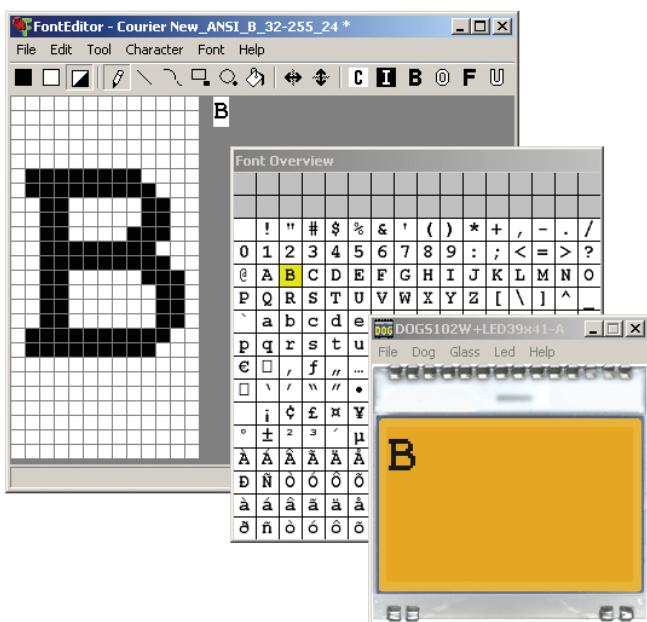 FontEditor - Courier New_ANSI_B_32-255_24 *
File Edit Tool Character Font Help
C I B O F U
B
Font Overview
! " # $ % & ' ( ) * + , - . /
0 1 2 3 4 5 6 7 8 9 : ; < = > ?
@ A B C D E F G H I J K L M N O
P Q R S T U V W X Y Z [ \ ] ^ _
` a b c d e
p q r s t u
€ □ ‚ ƒ „ …
□ ‘ ’ “ ” •
¡ ¢ £ ¤ ¥
° ± ² ³ ´ µ
À Á Â Ã Ä Å
Ð Ñ Ò Ó Ô Õ
à á â ã ä å
ð ñ ò ó ô õ
DOG DOGS102W+LED39x41-A
File Dog Glass Led Help
B